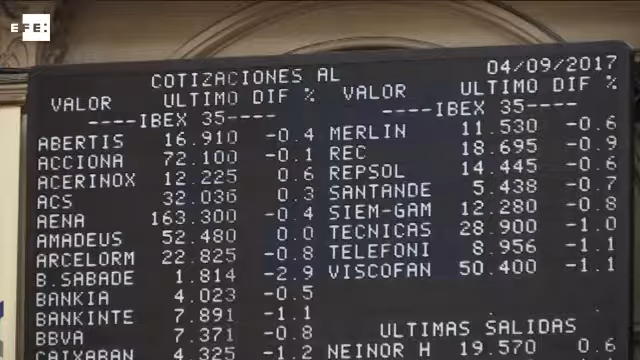 EFE:
COTIZACIONES AL 04/09/2017
VALOR ULTIMO DIF % VALOR ULTIMO DIF %
----IBEX 35---- ----IBEX 35----
ABERTIS 16.910 -0.4 MERLIN 11.530 -0.6
ACCIONA 72.100 -0.1 REC 18.695 -0.9
ACERINOX 12.225 0.6 REPSOL 14.445 -0.6
ACS 32.036 0.3 SANTANDE 5.438 -0.7
AENA 163.300 -0.4 SIEM-GAM 12.280 -0.8
AMADEUS 52.480 0.0 TECNICAS 28.900 -1.0
ARCELORM 22.825 -0.8 TELEFONI 8.956 -1.1
B.SABADE 1.814 -2.9 VISCOFAN 50.400 -1.1
BANKIA 4.023 -0.5
BANKINTE 7.891 -1.1
BBVA 7.371 -0.8 ULTIMAS SALIDAS
CAIXABAN 4.325 -1.2 NEINOR H 19.570 0.6